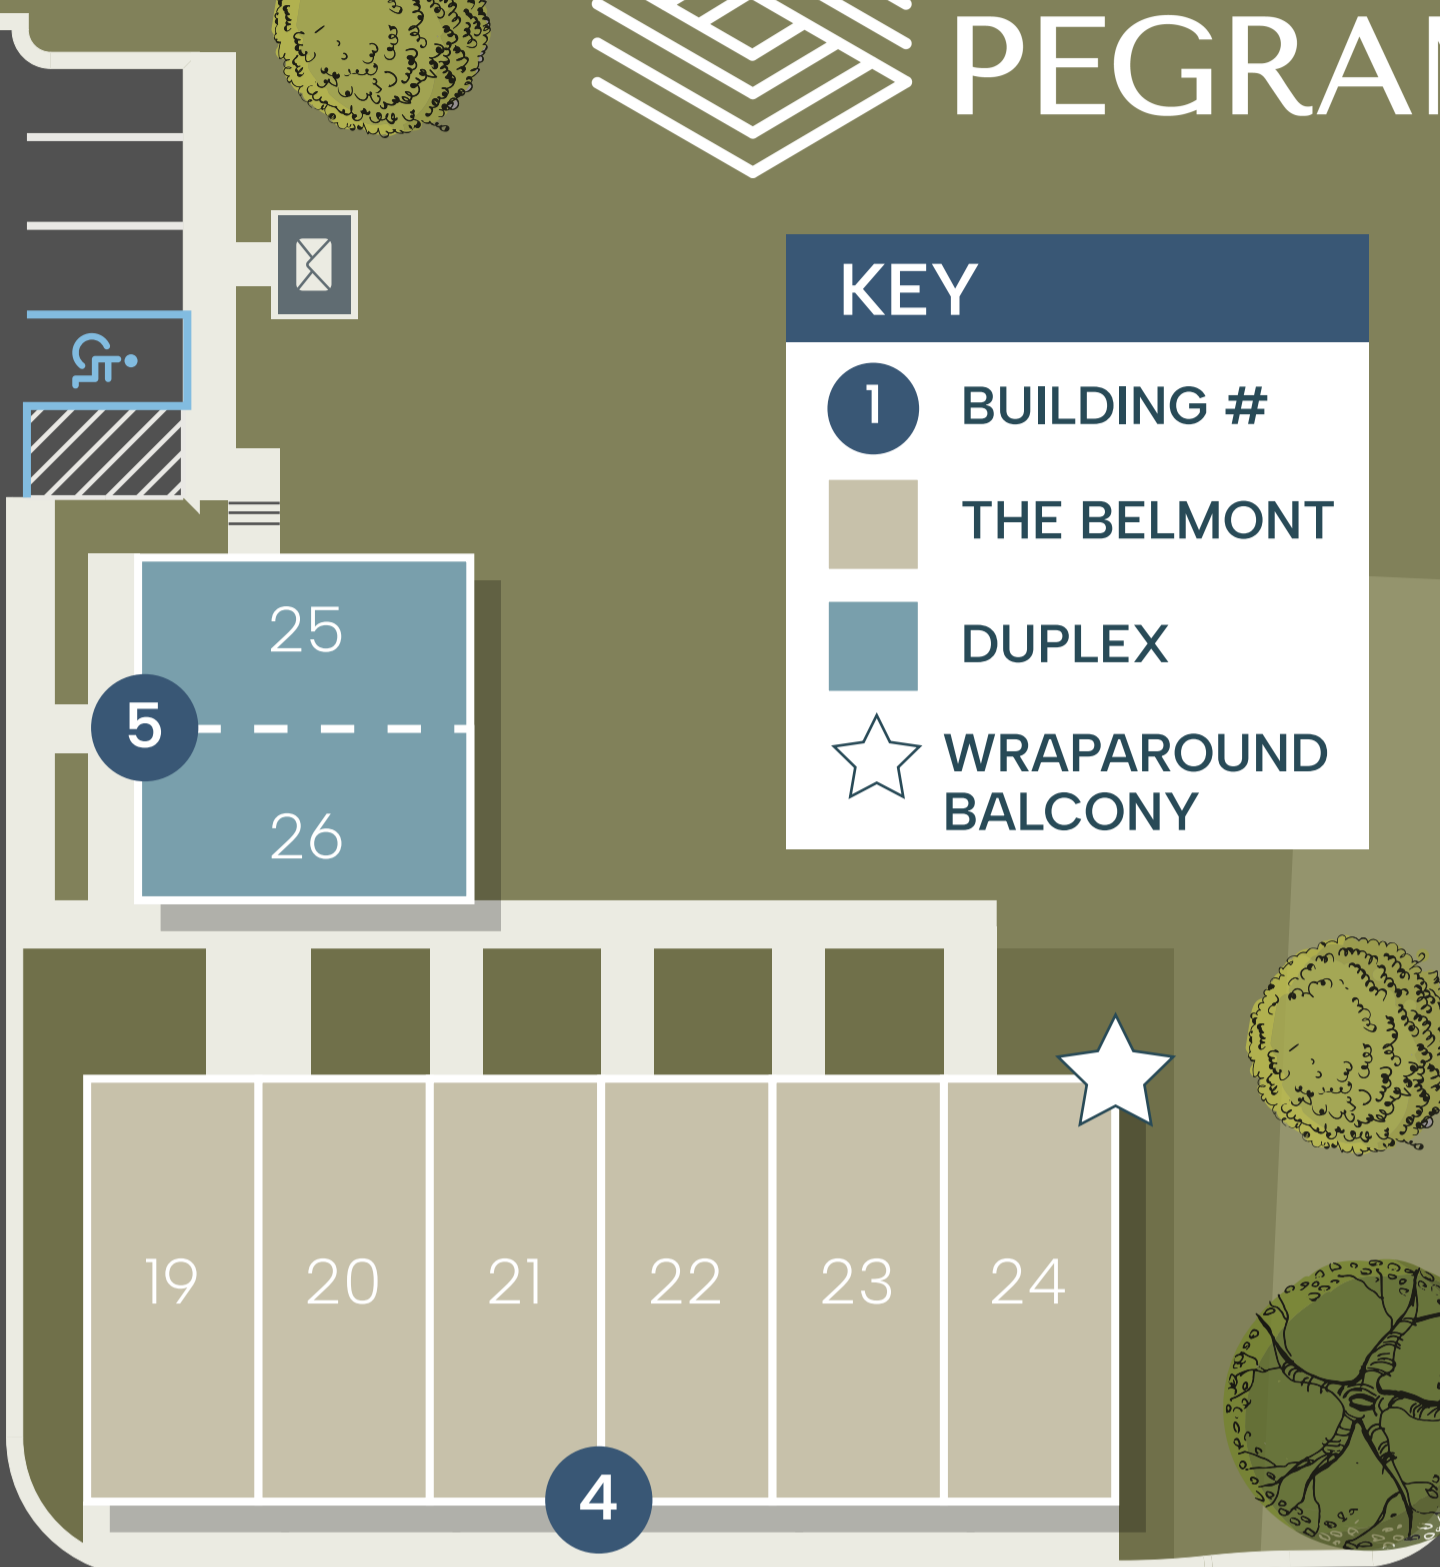 PEGRA
KEY
1 BUILDING #
THE BELMONT
DUPLEX
WRAPAROUND
BALCONY
25
5
26
19 20 21 22 23 24
4